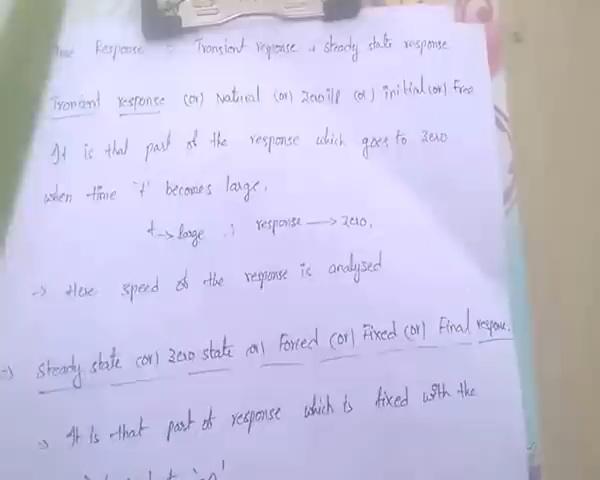 Response : Transient response + steady state response
Transient response (or) Natural (or) Zero i/p (or) initial (or) Free
It is that part of the response which goes to zero
when time 't' becomes large.
t → large ; response → zero.
→ Here speed of the response is analysed
→ Steady state (or) Zero state (or) Forced (or) Fixed (or) Final response.
→ It is that part of response which is fixed with the